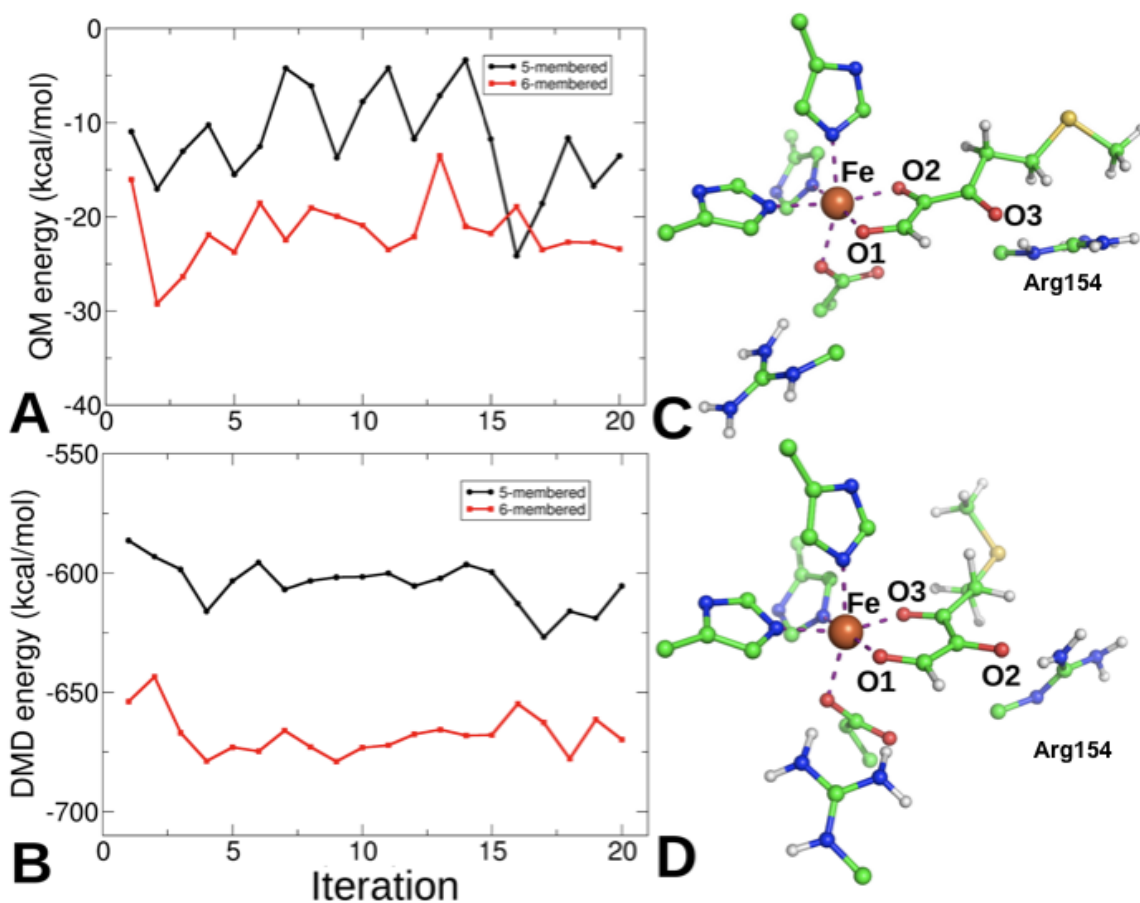 0
-10
-20
-30
-40
QM energy (kcal/mol)
5-membered
6-membered
0
5
10
15
20
A
Fe
O2
O3
O1
Arg154
C
-550
-600
-650
-700
DMD energy (kcal/mol)
5-membered
6-membered
0
5
10
15
20
Iteration
B
Fe
O3
O1
O2
Arg154
D